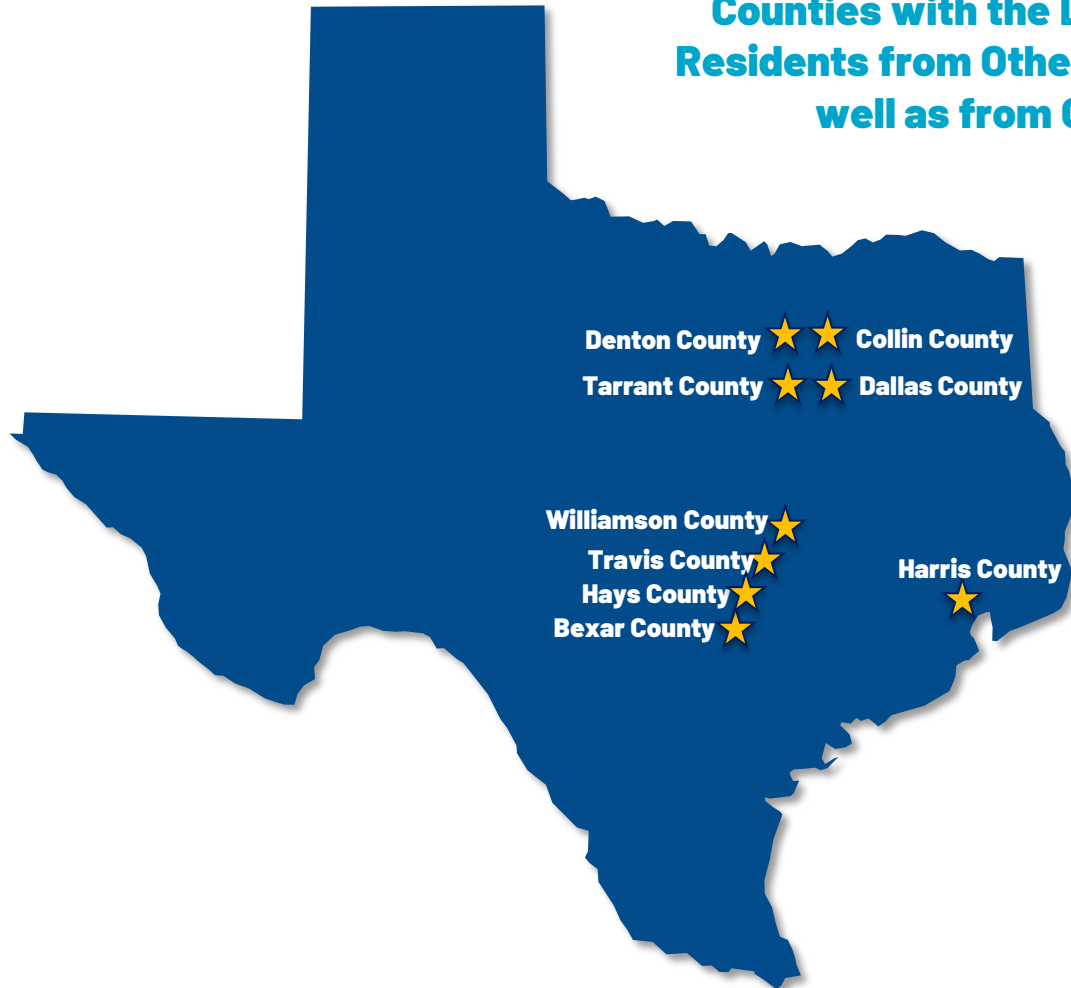 Counties with the
Residents from Othe
well as from
Denton County
Collin County
Tarrant County
Dallas County
Williamson County
Travis County
Harris County
Hays County
Bexar County